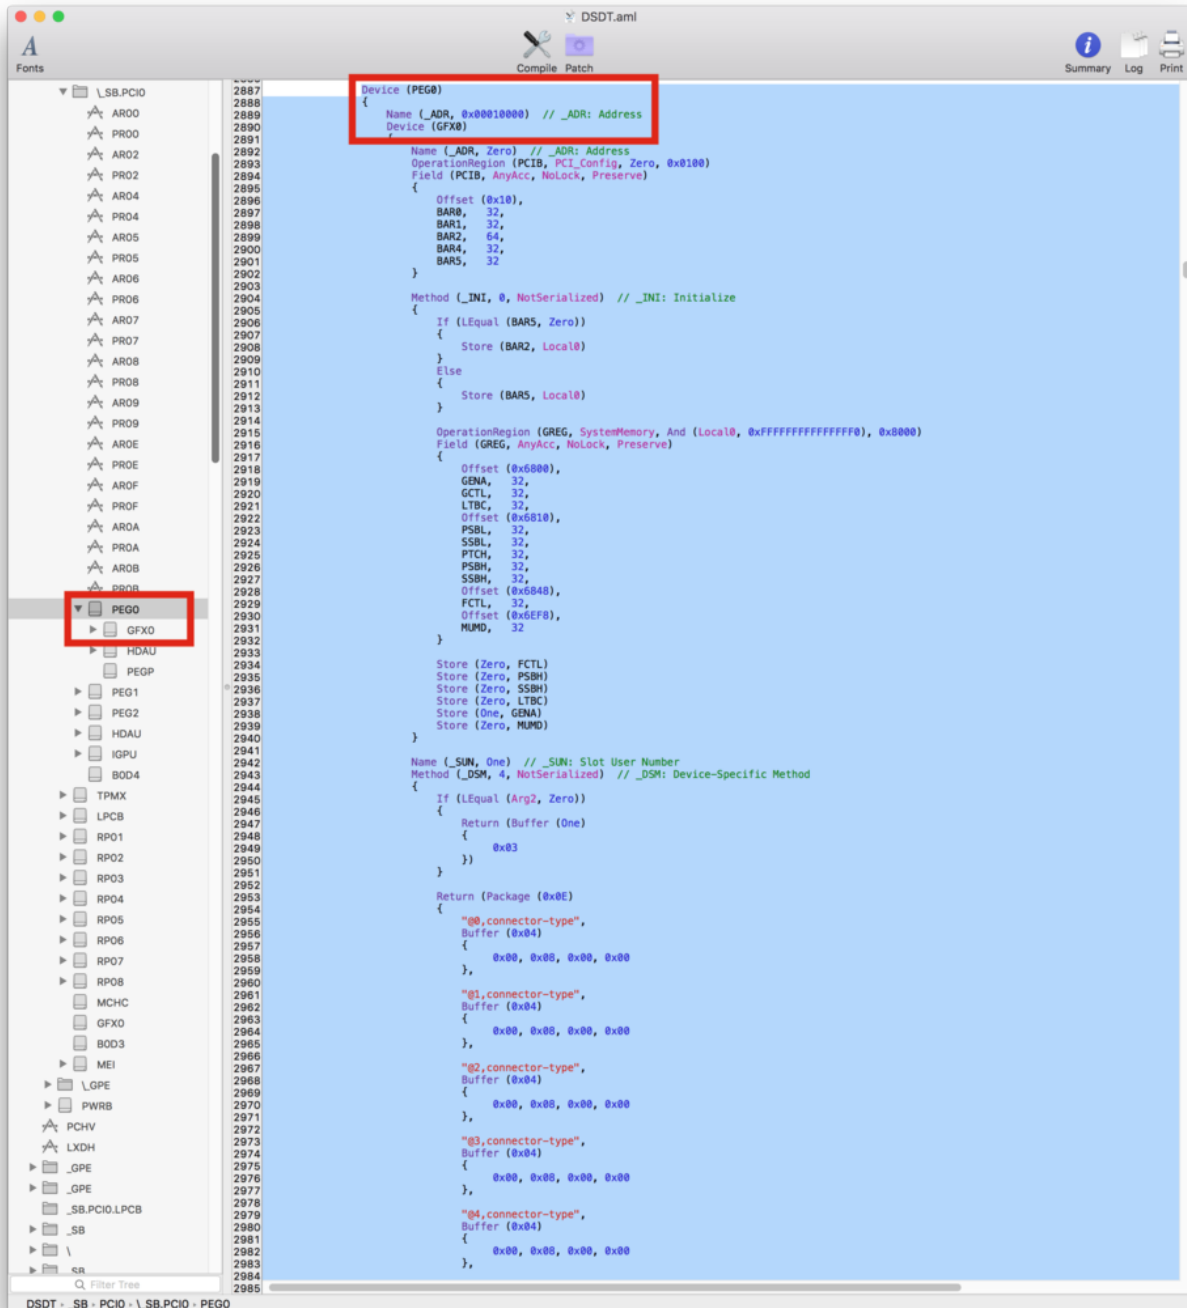 DSDT.aml
Fonts
Compile
Patch
Summary
Log
Print
\_SB.PCI0
AR00
PR00
AR02
PR02
AR04
PR04
AR05
PR05
AR06
PR06
AR07
PR07
AR08
PR08
AR09
PR09
AR0E
PR0E
AR0F
PR0F
AR0A
PR0A
AR0B
PR0B
PEG0
GFX0
HDAU
PEGP
PEG1
PEG2
HDAU
IGPU
B0D4
TPMX
LPCB
RP01
RP02
RP03
RP04
RP05
RP06
RP07
RP08
MCHC
GFX0
B0D3
MEI
\_GPE
PWRB
PCHV
LXDH
_GPE
_GPE
_SB.PCI0.LPCB
_SB
\
_SB
Filter Tree
2887 Device (PEG0)
2888 {
2889 Name (_ADR, 0x00010000) // _ADR: Address
2890 Device (GFX0)
2891 {
2892 Name (_ADR, Zero) // _ADR: Address
2893 OperationRegion (PCIB, PCI_Config, Zero, 0x0100)
2894 Field (PCIB, AnyAcc, NoLock, Preserve)
2895 {
2896 Offset (0x10),
2897 BAR0, 32,
2898 BAR1, 32,
2899 BAR2, 64,
2900 BAR4, 32,
2901 BAR5, 32
2902 }
2903
2904 Method (_INI, 0, NotSerialized) // _INI: Initialize
2905 {
2906 If (LEqual (BAR5, Zero))
2907 {
2908 Store (BAR2, Local0)
2909 }
2910 Else
2911 {
2912 Store (BAR5, Local0)
2913 }
2914
2915 OperationRegion (GREG, SystemMemory, And (Local0, 0xFFFFFFFFFFFFFFF0), 0x8000)
2916 Field (GREG, AnyAcc, NoLock, Preserve)
2917 {
2918 Offset (0x6800),
2919 GENA, 32,
2920 GCTL, 32,
2921 LTBC, 32,
2922 Offset (0x6810),
2923 PSBL, 32,
2924 SSBL, 32,
2925 PTCH, 32,
2926 PSBH, 32,
2927 SSBH, 32,
2928 Offset (0x6848),
2929 FCTL, 32,
2930 Offset (0x6EF8),
2931 MUMD, 32
2932 }
2933
2934 Store (Zero, FCTL)
2935 Store (Zero, PSBH)
2936 Store (Zero, SSBH)
2937 Store (Zero, LTBC)
2938 Store (One, GENA)
2939 Store (Zero, MUMD)
2940 }
2941
2942 Name (_SUN, One) // _SUN: Slot User Number
2943 Method (_DSM, 4, NotSerialized) // _DSM: Device-Specific Method
2944 {
2945 If (LEqual (Arg2, Zero))
2946 {
2947 Return (Buffer (One)
2948 {
2949 0x03
2950 })
2951 }
2952
2953 Return (Package (0x0E)
2954 {
2955 "@0,connector-type",
2956 Buffer (0x04)
2957 {
2958 0x00, 0x08, 0x00, 0x00
2959 },
2960
2961 "@1,connector-type",
2962 Buffer (0x04)
2963 {
2964 0x00, 0x08, 0x00, 0x00
2965 },
2966
2967 "@2,connector-type",
2968 Buffer (0x04)
2969 {
2970 0x00, 0x08, 0x00, 0x00
2971 },
2972
2973 "@3,connector-type",
2974 Buffer (0x04)
2975 {
2976 0x00, 0x08, 0x00, 0x00
2977 },
2978
2979 "@4,connector-type",
2980 Buffer (0x04)
2981 {
2982 0x00, 0x08, 0x00, 0x00
2983 },
2984
2985
DSDT _SB PCI0 \_SB.PCI0 PEG0